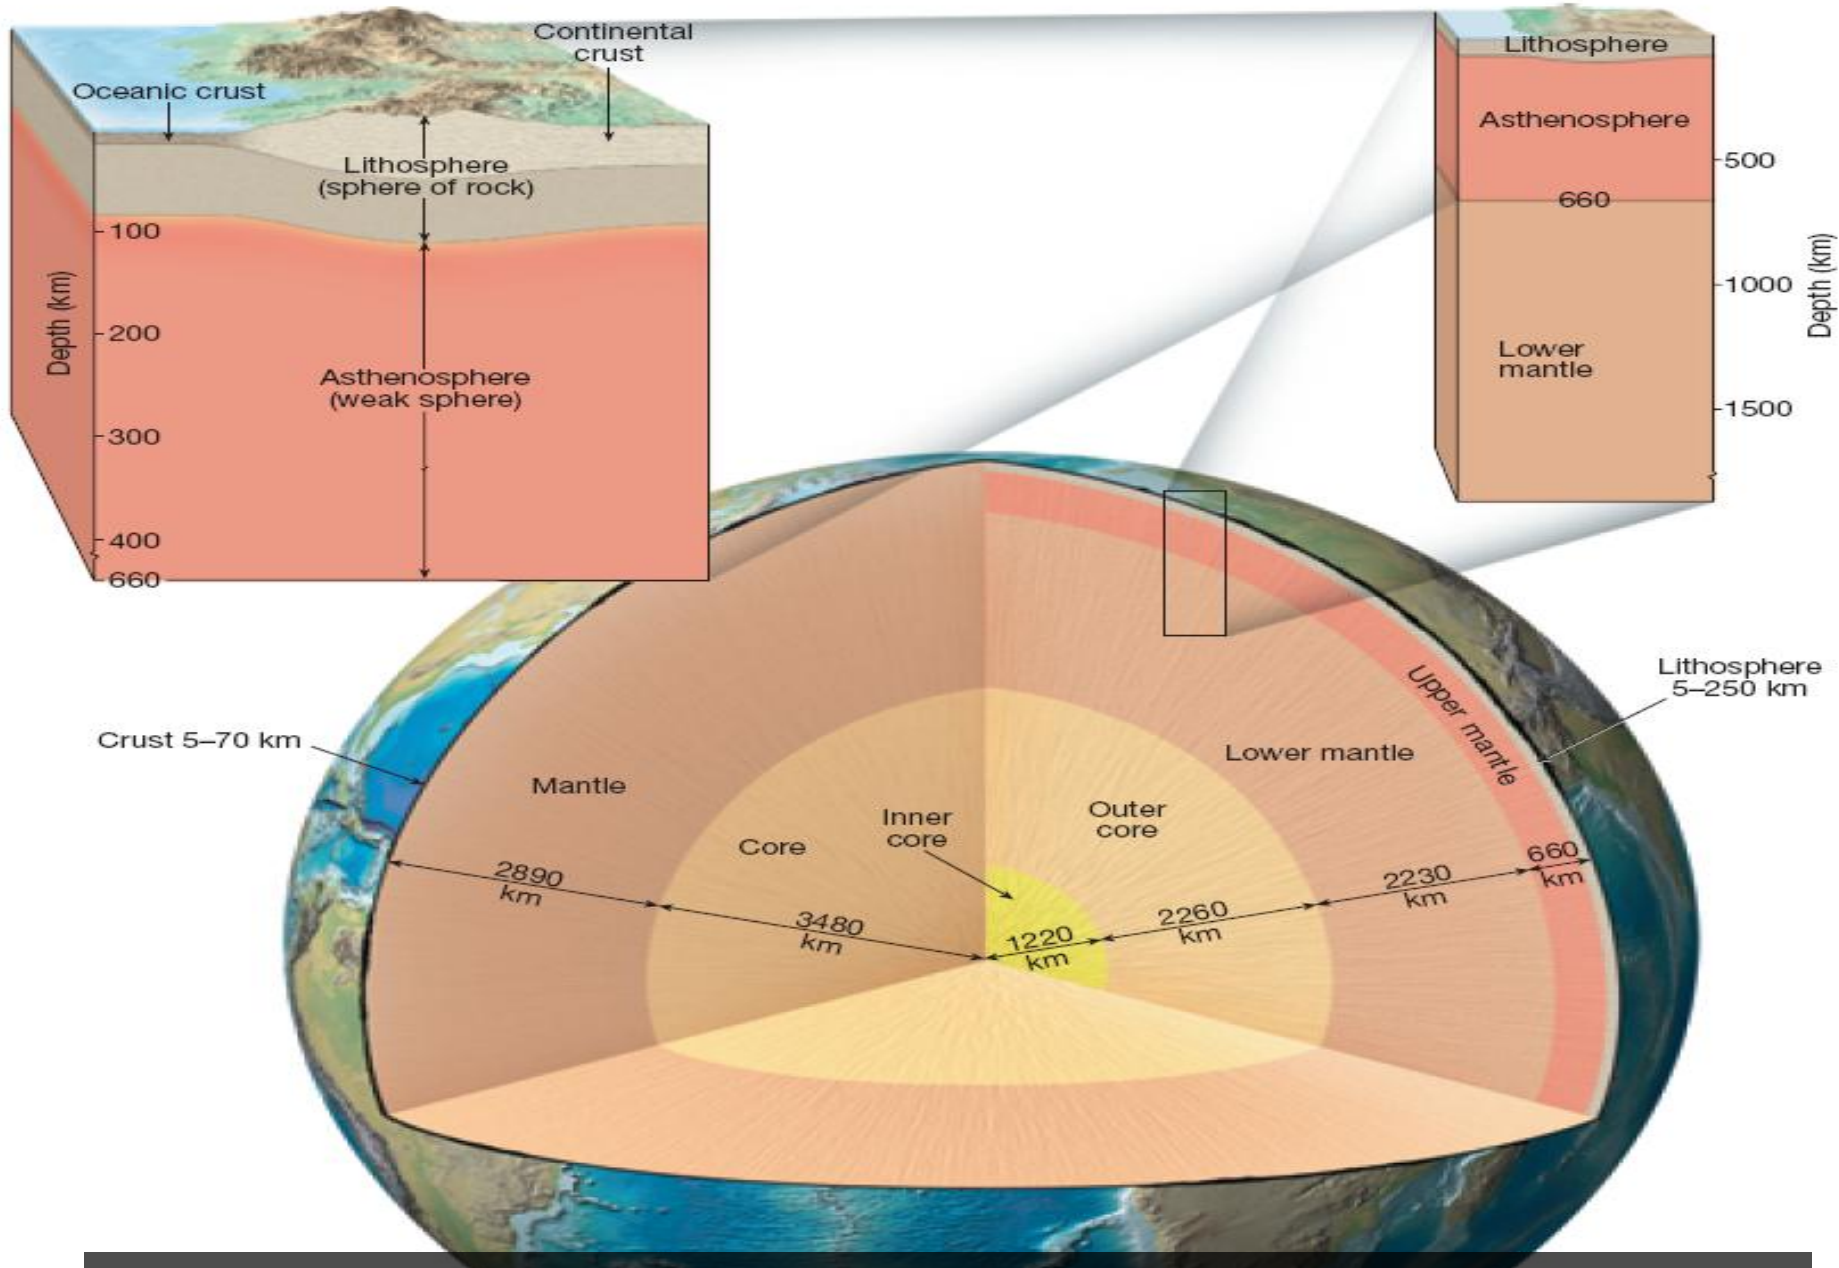 Continental
crust
Oceanic crust
Lithosphere
(sphere of rock)
100
200
300
400
660
Depth (km)
Asthenosphere
(weak sphere)
Lithosphere
Asthenosphere
500
660
1000
1500
Depth (km)
Lower
mantle
Lithosphere
5–250 km
Upper mantle
Crust 5–70 km
Mantle
Lower mantle
Core
Inner
core
Outer
core
2890
km
3480
km
1220
km
2260
km
2230
km
660
km